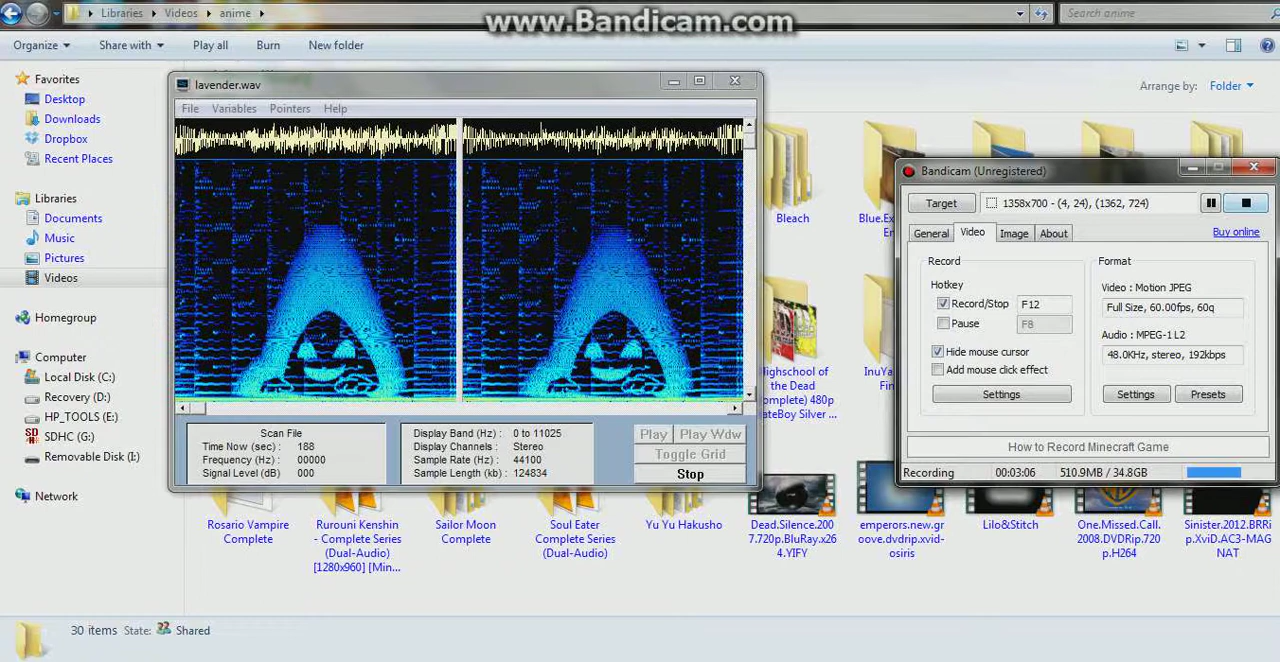 www.Bandicam.com
Libraries ▸ Videos ▸ anime ▸
Search anime
Organize Share with Play all Burn New folder
Arrange by: Folder
Favorites
Desktop
Downloads
Dropbox
Recent Places
Libraries
Documents
Music
Pictures
Videos
Homegroup
Computer
Local Disk (C:)
Recovery (D:)
HP_TOOLS (E:)
SDHC (G:)
Removable Disk (I:)
Network
lavender.wav
File Variables Pointers Help
Scan File
Time Now (sec): 188
Frequency (Hz): 00000
Signal Level (dB) 000
Display Band (Hz): 0 to 11025
Display Channels: Stereo
Sample Rate (Hz): 44100
Sample Length (kb): 124834
Play Play Wdw
Toggle Grid
Stop
Bleach
Highschool of
the Dead
Bandicam (Unregistered)
Target 1358x700 - (4, 24), (1362, 724)
General Video Image About
Buy online
Record
Hotkey
Record/Stop F12
Pause F8
Hide mouse cursor
Add mouse click effect
Settings
Format
Video : Motion JPEG
Full Size, 60.00fps, 60q
Audio : MPEG-1 L2
48.0KHz, stereo, 192kbps
Settings Presets
How to Record Minecraft Game
Recording 00:03:06 510.9MB / 34.8GB
Rosario Vampire
Complete
Rurouni Kenshin
- Complete Series
(Dual-Audio)
[1280x960] [Min...
Sailor Moon
Complete
Soul Eater
Complete Series
(Dual-Audio)
Yu Yu Hakusho
Dead.Silence.200
7.720p.BluRay.x26
4.YIFY
emperors.new.gr
oove.dvdrip.xvid-
osiris
Lilo&Stitch
One.Missed.Call.
2008.DVDRip.720
p.H264
Sinister.2012.BRRi
p.XviD.AC3-MAG
NAT
30 items State: Shared